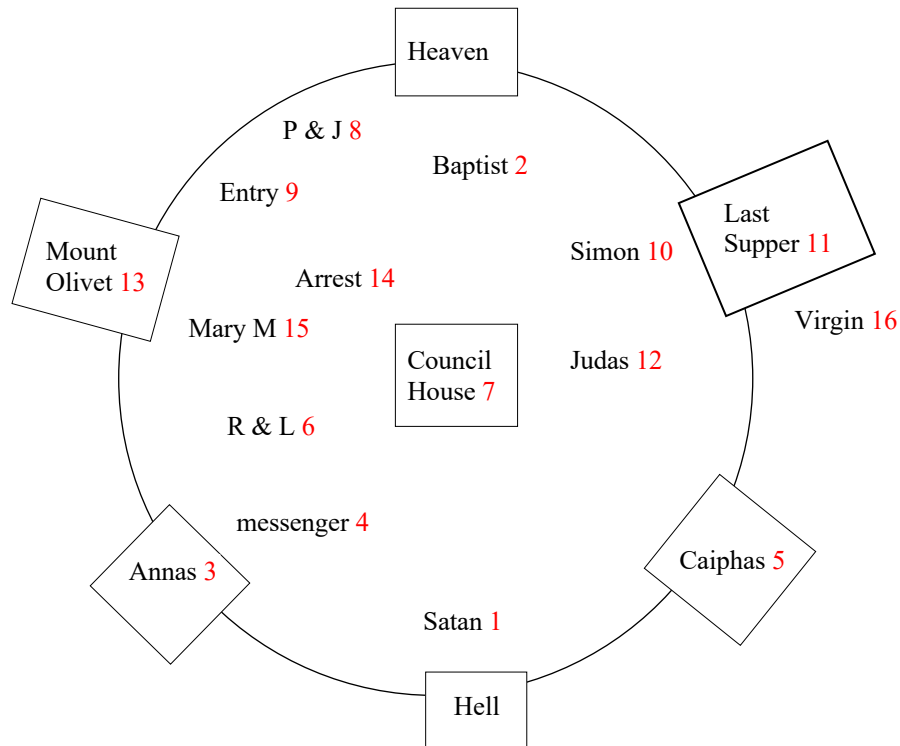 Heaven
P & J 8
Baptist 2
Entry 9
Last
Supper 11
Simon 10
Mount
Olivet 13
Arrest 14
Virgin 16
Mary M 15
Council
House 7
Judas 12
R & L 6
messenger 4
Annas 3
Caiphas 5
Satan 1
Hell